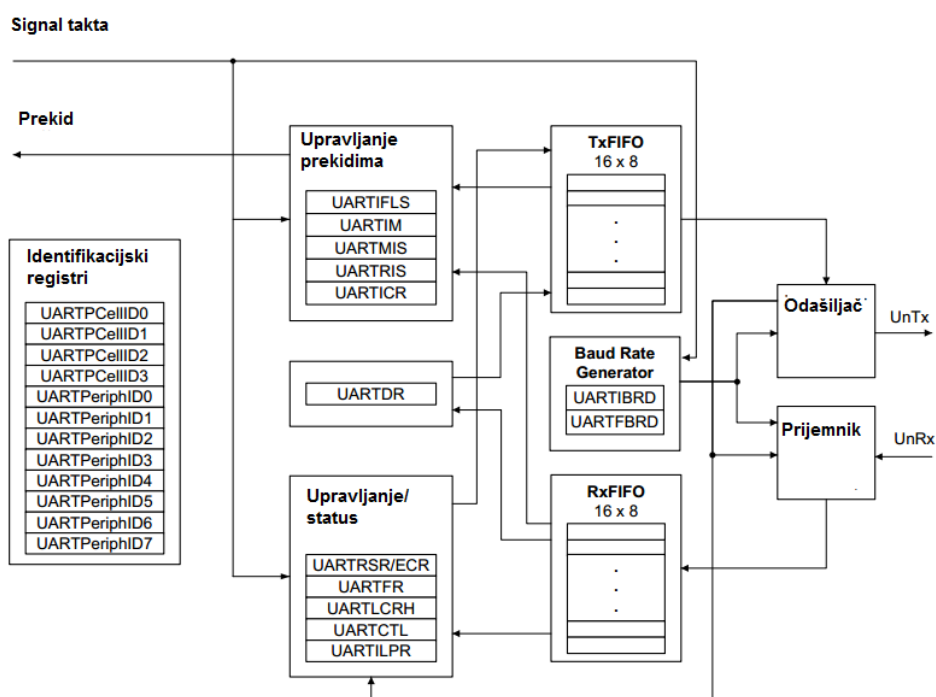 Signal takta
Prekid
Upravljanje
prekidima
UARTIFLS
UARTIM
UARTMIS
UARTRIS
UARTICR
TxFIFO
16 x 8
.
.
.
Identifikacijski
registri
UARTPCellID0
UARTPCellID1
UARTPCellID2
UARTPCellID3
UARTPeriphID0
UARTPeriphID1
UARTPeriphID2
UARTPeriphID3
UARTPeriphID4
UARTPeriphID5
UARTPeriphID6
UARTPeriphID7
UARTDR
Baud Rate
Generator
UARTIBRD
UARTFBRD
Odašiljač
UnTx
Prijemnik
UnRx
Upravljanje/
status
UARTRSR/ECR
UARTFR
UARTLCRH
UARTCTL
UARTILPR
RxFIFO
16 x 8
.
.
.